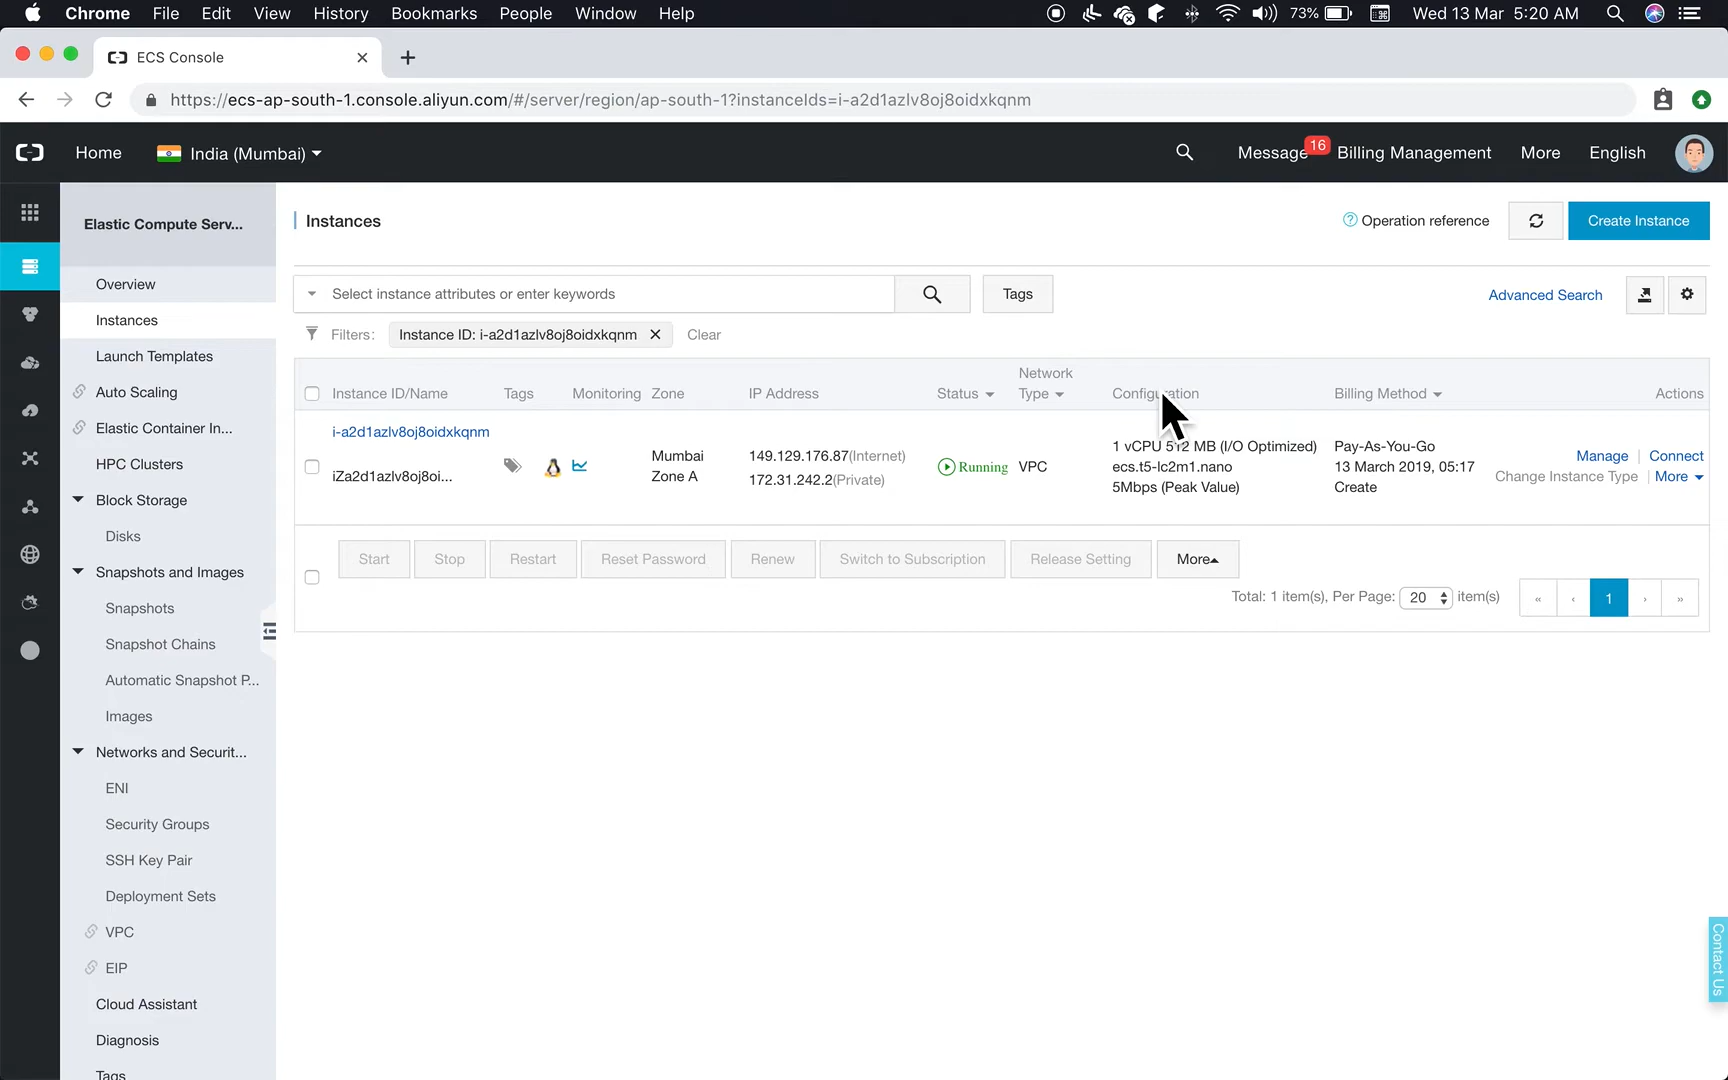 Chrome File Edit View History Bookmarks People Window Help 73% Wed 13 Mar 5:20 AM
ECS Console
https://ecs-ap-south-1.console.aliyun.com/#/server/region/ap-south-1?instanceIds=i-a2d1azlv8oj8oidxkqnm
Home India (Mumbai) Message 16 Billing Management More English
Elastic Compute Serv...
Overview
Instances
Launch Templates
Auto Scaling
Elastic Container In...
HPC Clusters
Block Storage
Disks
Snapshots and Images
Snapshots
Snapshot Chains
Automatic Snapshot P...
Images
Networks and Securit...
ENI
Security Groups
SSH Key Pair
Deployment Sets
VPC
EIP
Cloud Assistant
Diagnosis
Tags
Instances Operation reference Create Instance
Select instance attributes or enter keywords Tags Advanced Search
Filters: Instance ID: i-a2d1azlv8oj8oidxkqnm Clear
Instance ID/Name Tags Monitoring Zone IP Address Status Network Type Configuration Billing Method Actions
i-a2d1azlv8oj8oidxkqnm
iZa2d1azlv8oj8oi...
Mumbai
Zone A
149.129.176.87(Internet)
172.31.242.2(Private)
Running VPC
1 vCPU 512 MB (I/O Optimized)
ecs.t5-lc2m1.nano
5Mbps (Peak Value)
Pay-As-You-Go
13 March 2019, 05:17
Create
Manage | Connect
Change Instance Type | More
Start Stop Restart Reset Password Renew Switch to Subscription Release Setting More
Total: 1 item(s), Per Page: 20 item(s) « ‹ 1 › »
Contact Us